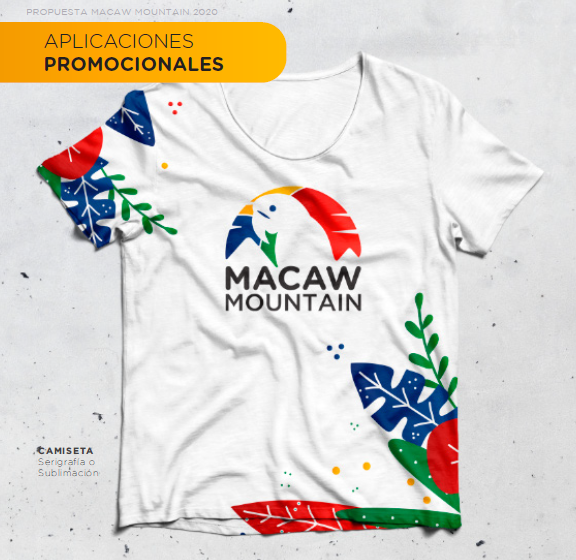 PROPUESTA MACAW MOUNTAIN 2020
APLICACIONES
PROMOCIONALES
MACAW
MOUNTAIN
CAMISETA
Serigrafía o
Sublimación